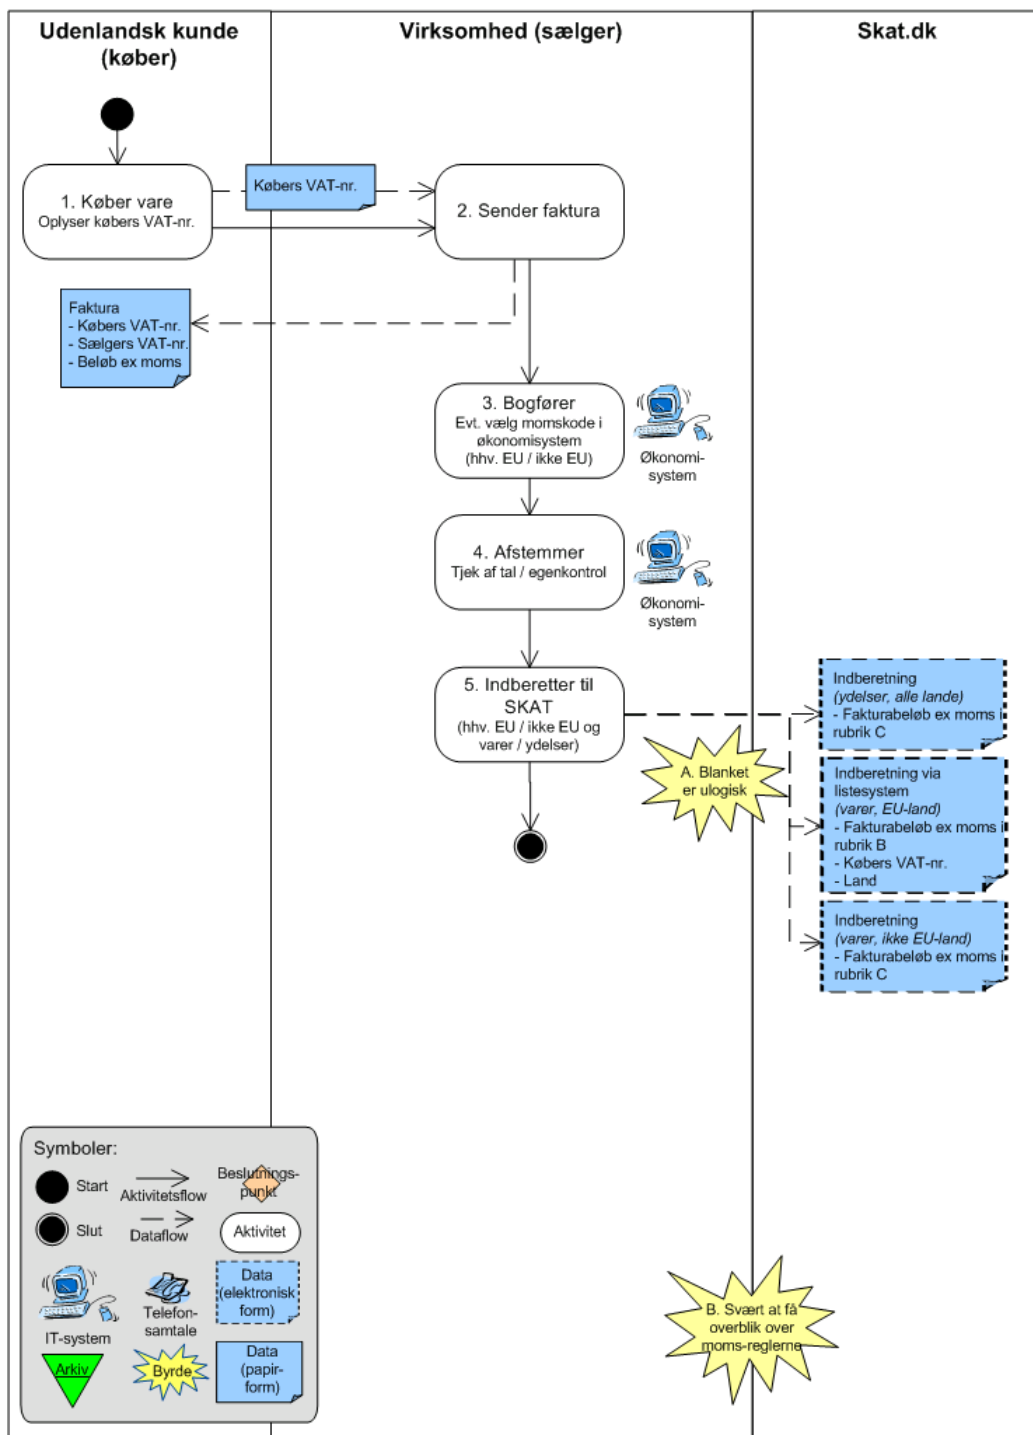 Udenlandsk kunde
(køber)
Virksomhed (sælger)
Skat.dk
1. Køber vare
Oplyser købers VAT-nr.
Købers VAT-nr.
2. Sender faktura
Faktura
- Købers VAT-nr.
- Sælgers VAT-nr.
- Beløb ex moms
3. Bogfører
Evt. vælg momskode i
økonomisystem
(hhv. EU / ikke EU)
Økonomi-
system
4. Afstemmer
Tjek af tal / egenkontrol
Økonomi-
system
5. Indberetter til
SKAT
(hhv. EU / ikke EU og
varer / ydelser)
A. Blanket
er ulogisk
Indberetning
(ydelser, alle lande)
- Fakturabeløb ex moms i
rubrik C
Indberetning via
listesystem
(varer, EU-land)
- Fakturabeløb ex moms i
rubrik B
- Købers VAT-nr.
- Land
Indberetning
(varer, ikke EU-land)
- Fakturabeløb ex moms i
rubrik C
Symboler:
Start
Aktivitetsflow
Beslutnings-
punkt
Slut
Dataflow
Aktivitet
IT-system
Telefon-
samtale
Data
(elektronisk
form)
Arkiv
Byrde
Data
(papir-
form)
B. Svært at få
overblik over
moms-reglerne